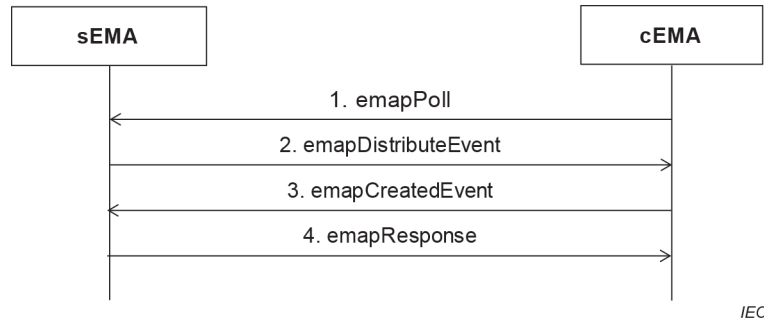 sEMA
cEMA
1. emapPoll
2. emapDistributeEvent
3. emapCreatedEvent
4. emapResponse
IEC